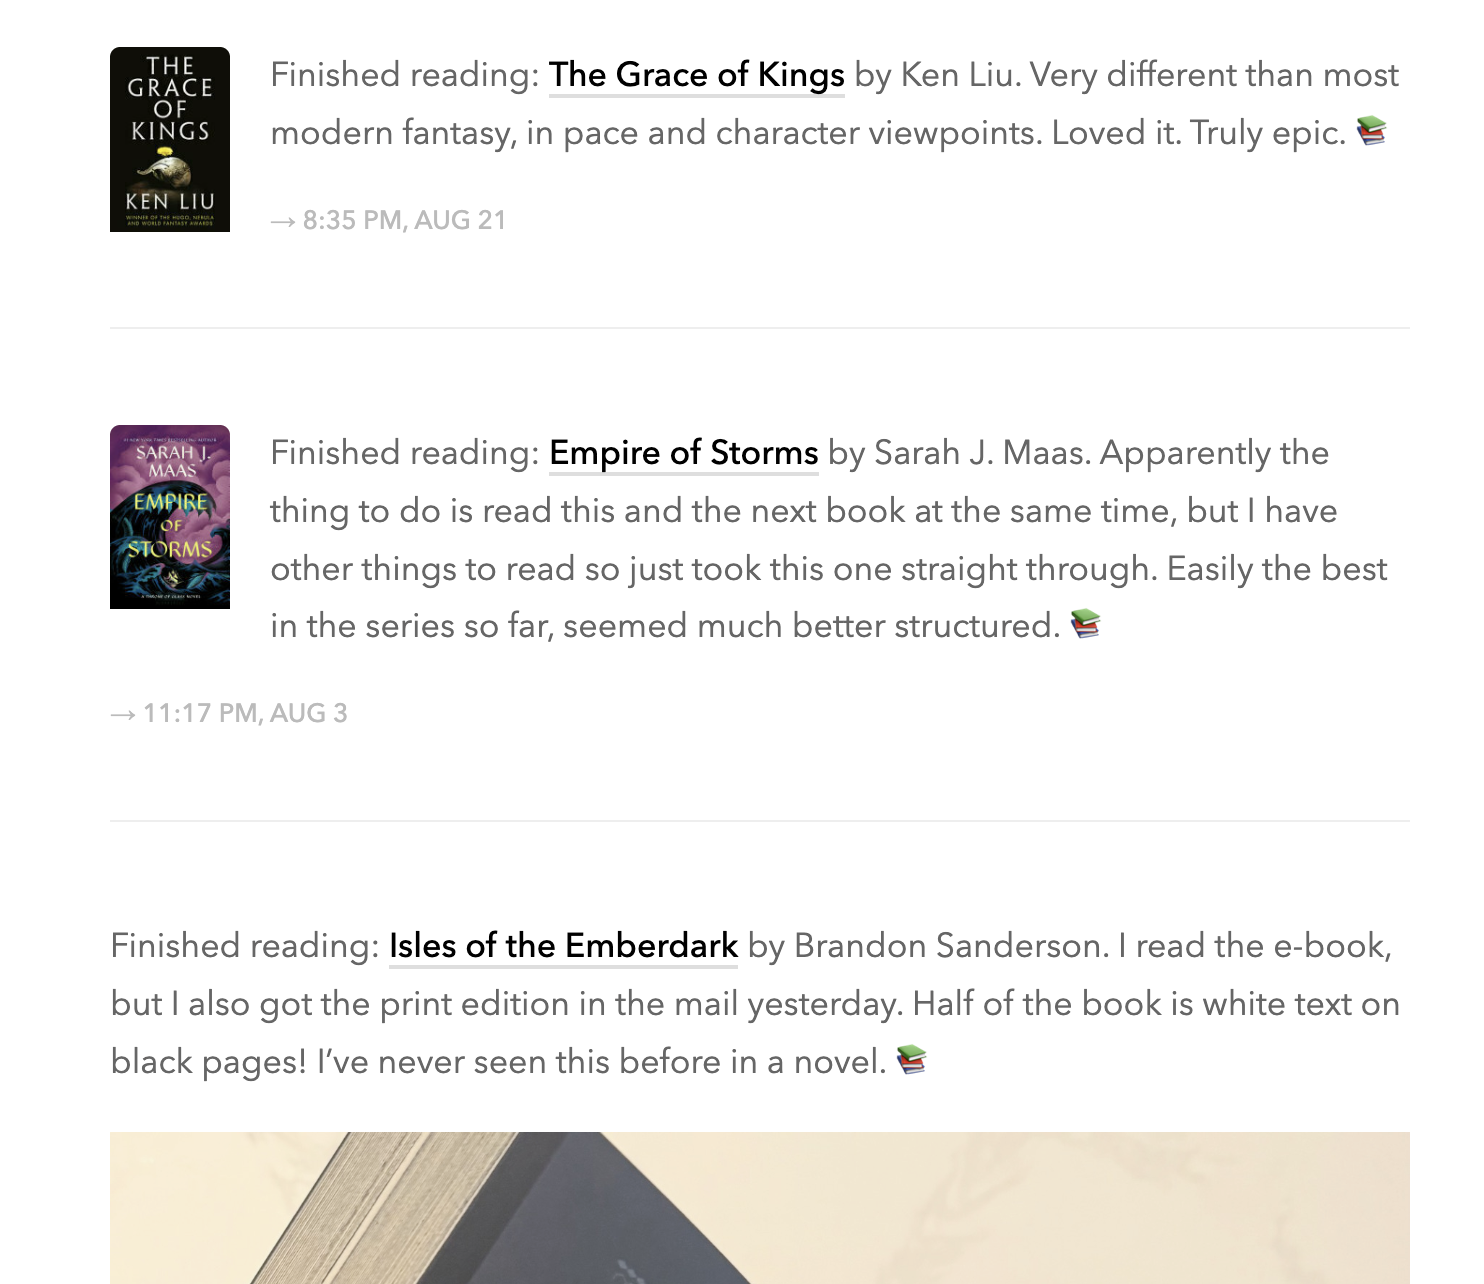 THE
GRACE
OF
KINGS
KEN LIU
WINNER OF THE HUGO, NEBULA
AND WORLD FANTASY AWARDS
Finished reading: The Grace of Kings by Ken Liu. Very different than most
modern fantasy, in pace and character viewpoints. Loved it. Truly epic. 📚
→ 8:35 PM, AUG 21
#1 NEW YORK TIMES BESTSELLING AUTHOR
SARAH J.
MAAS
EMPIRE
OF
STORMS
A THRONE OF GLASS NOVEL
Finished reading: Empire of Storms by Sarah J. Maas. Apparently the
thing to do is read this and the next book at the same time, but I have
other things to read so just took this one straight through. Easily the best
in the series so far, seemed much better structured. 📚
→ 11:17 PM, AUG 3
Finished reading: Isles of the Emberdark by Brandon Sanderson. I read the e-book,
but I also got the print edition in the mail yesterday. Half of the book is white text on
black pages! I’ve never seen this before in a novel. 📚